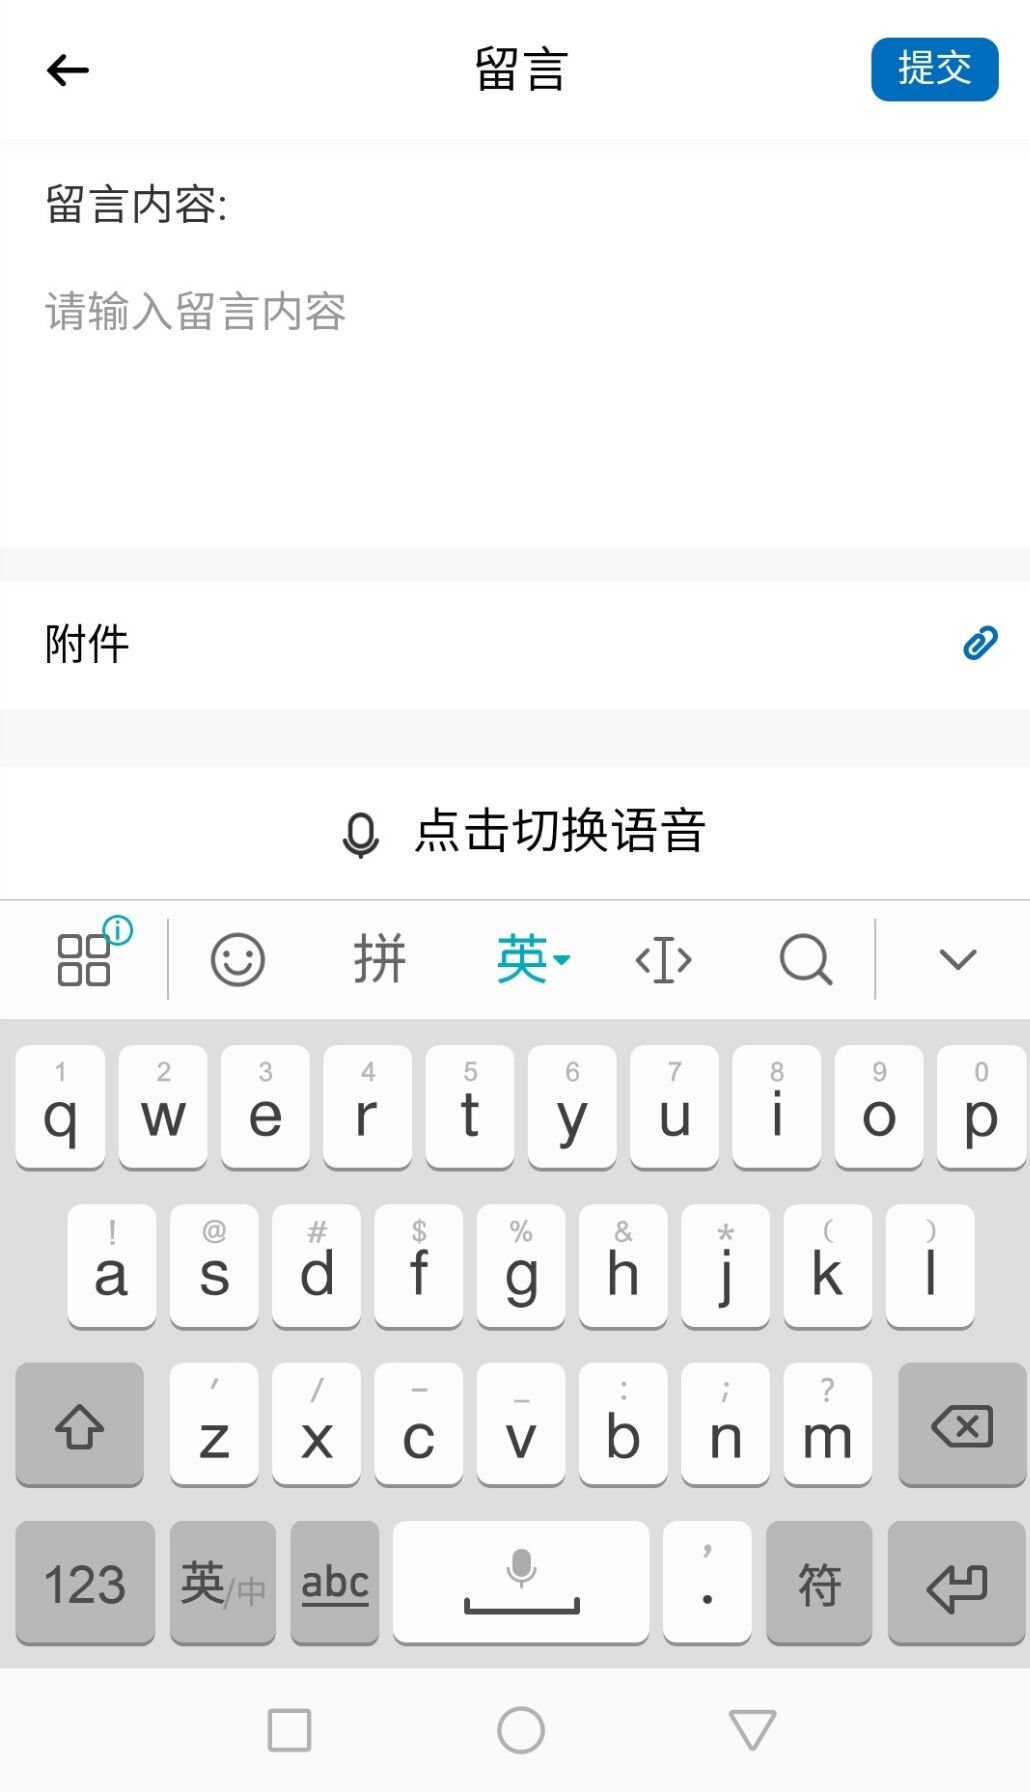 留言
提交
留言内容:
请输入留言内容
附件
点击切换语音
拼 英
1 2 3 4 5 6 7 8 9 0
q w e r t y u i o p
! @ # $ % & * ( )
a s d f g h j k l
' / - _ : ; ?
z x c v b n m
123 英/中 abc , . 符